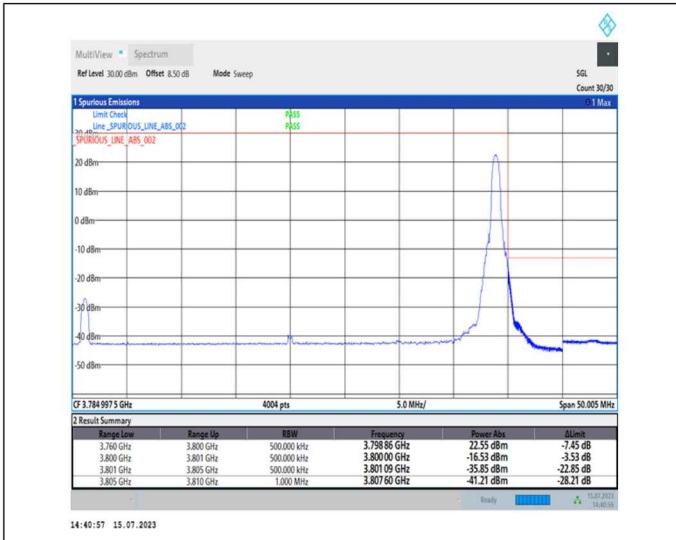 MultiView Spectrum
Ref Level 30.00 dBm Offset 8.50 dB Mode Sweep SGL
Count 30/30
1 Spurious Emissions 1 Max
Limit Check PASS
Line _SPURIOUS_LINE_ABS_002 PASS
_SPURIOUS_LINE_ABS_002
20 dBm
10 dBm
0 dBm
-10 dBm
-20 dBm
-30 dBm
-40 dBm
-50 dBm
CF 3.784 997 5 GHz 4004 pts 5.0 MHz/ Span 50.005 MHz
2 Result Summary
Range Low Range Up RBW Frequency Power Abs ΔLimit
3.760 GHz 3.800 GHz 500.000 kHz 3.798 86 GHz 22.55 dBm -7.45 dB
3.800 GHz 3.801 GHz 500.000 kHz 3.800 00 GHz -16.53 dBm -3.53 dB
3.801 GHz 3.805 GHz 500.000 kHz 3.801 09 GHz -35.85 dBm -22.85 dB
3.805 GHz 3.810 GHz 1.000 MHz 3.807 60 GHz -41.21 dBm -28.21 dB
Ready 15.07.2023
14:40:56
14:40:57 15.07.2023